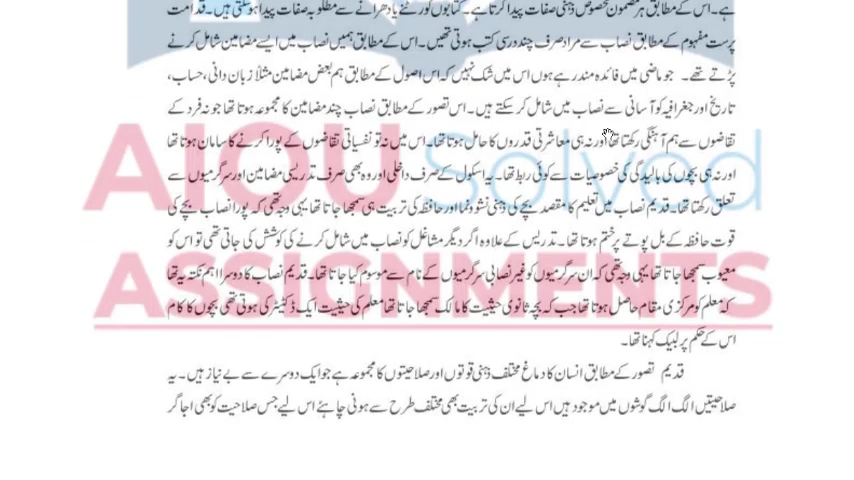 ہے۔اس کے مطابق ہر مضمون مخصوص ذہنی صفات پیدا کرتا ہے۔ کتابوں کو رٹنے یا دھرانے سے مطلوبہ صفات پیدا ہو سکتی ہیں۔ قدامت
پرست مفہوم کے مطابق نصاب سے مراد صرف چند درسی کتب ہوتی تھیں۔ اس کے مطابق ہمیں نصاب میں ایسے مضامین شامل کرنے
پڑتے تھے۔ جو ماضی میں فائدہ مند رہے ہوں اس میں شک نہیں کہ اس اصول کے مطابق ہم بعض مضامین مثلاً زبان دانی، حساب،
تاریخ اور جغرافیہ کو آسانی سے نصاب میں شامل کر سکتے ہیں۔ اس تصور کے مطابق نصاب چند مضامین کا مجموعہ ہوتا تھا جو نہ فرد کے
تقاضوں سے ہم آہنگی رکھتا تھا اور نہ ہی معاشرتی قدروں کا حامل ہوتا تھا۔ اس میں نہ تو نفسیاتی تقاضوں کے پورا کرنے کا سامان ہوتا تھا
اور نہ ہی بچوں کی بالیدگی کی خصوصیات سے کوئی ربط تھا۔ یہ اسکول کے صرف داخلی اور وہ بھی صرف تدریسی مضامین اور سرگرمیوں سے
تعلق رکھتا تھا۔ قدیم نصاب میں تعلیم کا مقصد بچے کی ذہنی نشوونما اور حافظہ کی تربیت ہی سمجھا جاتا تھا یہی وجہ تھی کہ پورا نصاب بچے کی
قوت حافظہ کے بل پوتے پر ختم ہوتا تھا۔ تدریس کے علاوہ اگر دیگر مشاغل کو نصاب میں شامل کرنے کی کوشش کی جاتی تھی تو اس کو
معیوب سمجھا جاتا تھا یہی وجہ تھی کہ ان سرگرمیوں کو غیر نصابی سرگرمیوں کے نام سے موسوم کیا جاتا تھا۔ قدیم نصاب کا دوسرا اہم نکتہ یہ تھا
کہ معلم کو مرکزی مقام حاصل ہوتا تھا جب کہ بچہ ثانوی حیثیت کا مالک سمجھا جاتا تھا معلم کی حیثیت ایک ڈکٹیٹر کی ہوتی تھی بچوں کا کام
اس کے حکم پر لبیک کہنا تھا۔
قدیم تصور کے مطابق انسان کا دماغ مختلف ذہنی قوتوں اور صلاحیتوں کا مجموعہ ہے جو ایک دوسرے سے بے نیاز ہیں۔ یہ
صلاحیتیں الگ الگ گوشوں میں موجود ہیں اس لیے ان کی تربیت بھی مختلف طرح سے ہونی چاہئے اس لیے جس صلاحیت کو بھی اجاگر
AIOU Solved
ASSIGNMENTS